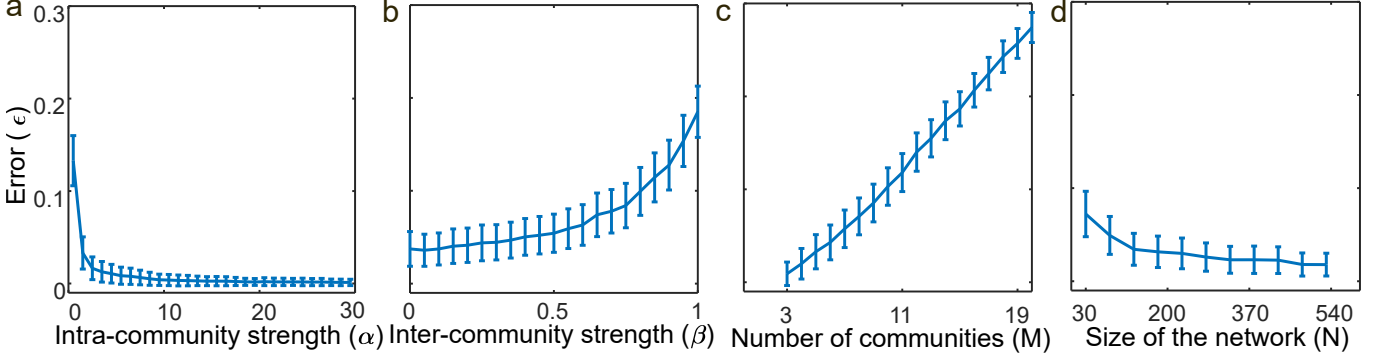 a
b
c
d
0.3
0.2
0.1
0
Error ( ϵ)
0 10 20 30
Intra-community strength (α)
0 0.5 1
Inter-community strength (β)
3 11 19
Number of communities (M)
30 200 370 540
Size of the network (N)